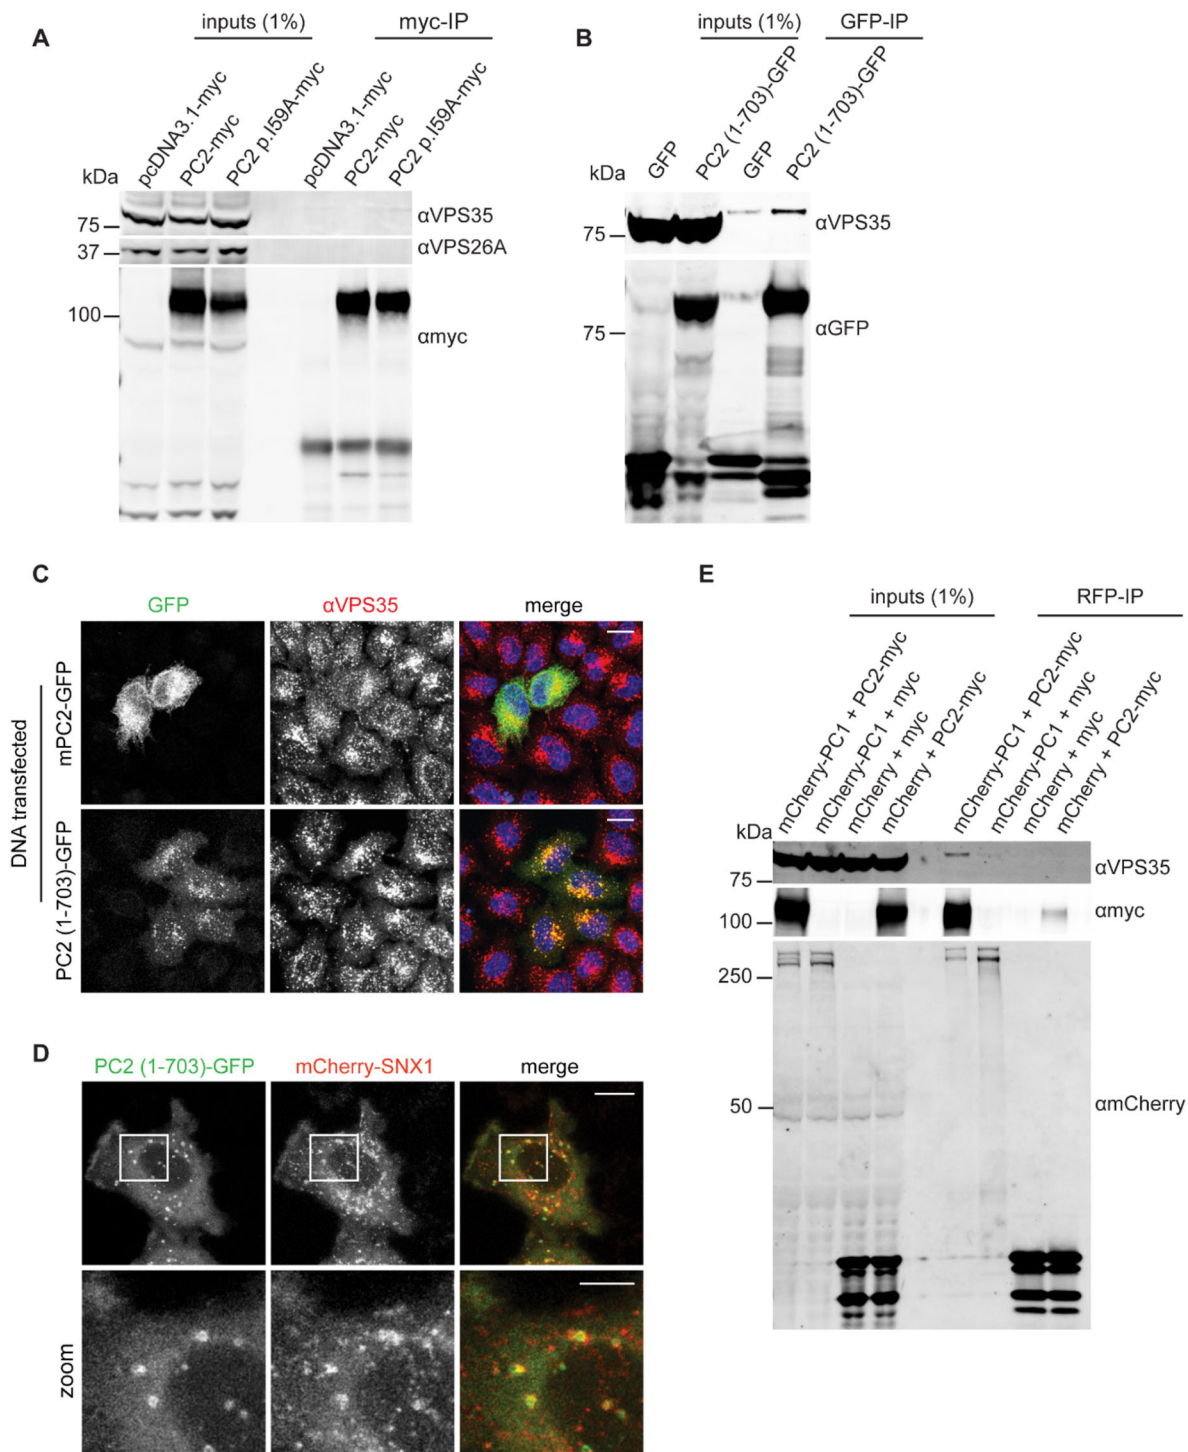 A
inputs (1%)
myc-IP
pcDNA3.1-myc
PC2-myc
PC2 p.I59A-myc
pcDNA3.1-myc
PC2-myc
PC2 p.I59A-myc
kDa
75
αVPS35
37
αVPS26A
100
αmyc
B
inputs (1%)
GFP-IP
GFP
PC2 (1-703)-GFP
GFP
PC2 (1-703)-GFP
kDa
75
αVPS35
75
αGFP
C
GFP
αVPS35
merge
DNA transfected
mPC2-GFP
PC2 (1-703)-GFP
D
PC2 (1-703)-GFP
mCherry-SNX1
merge
zoom
E
inputs (1%)
RFP-IP
mCherry-PC1 + PC2-myc
mCherry-PC1 + myc
mCherry + myc
mCherry + PC2-myc
mCherry-PC1 + PC2-myc
mCherry-PC1 + myc
mCherry + myc
mCherry + PC2-myc
kDa
75
αVPS35
100
αmyc
250
50
αmCherry